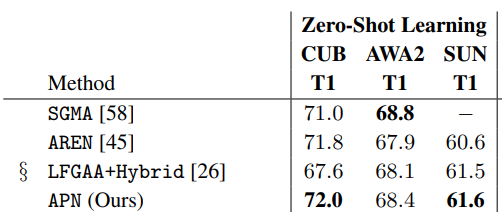 Zero-Shot Learning
CUB AWA2 SUN
Method T1 T1 T1
SGMA [58] 71.0 68.8 –
AREN [45] 71.8 67.9 60.6
§ LFGAA+Hybrid [26] 67.6 68.1 61.5
APN (Ours) 72.0 68.4 61.6